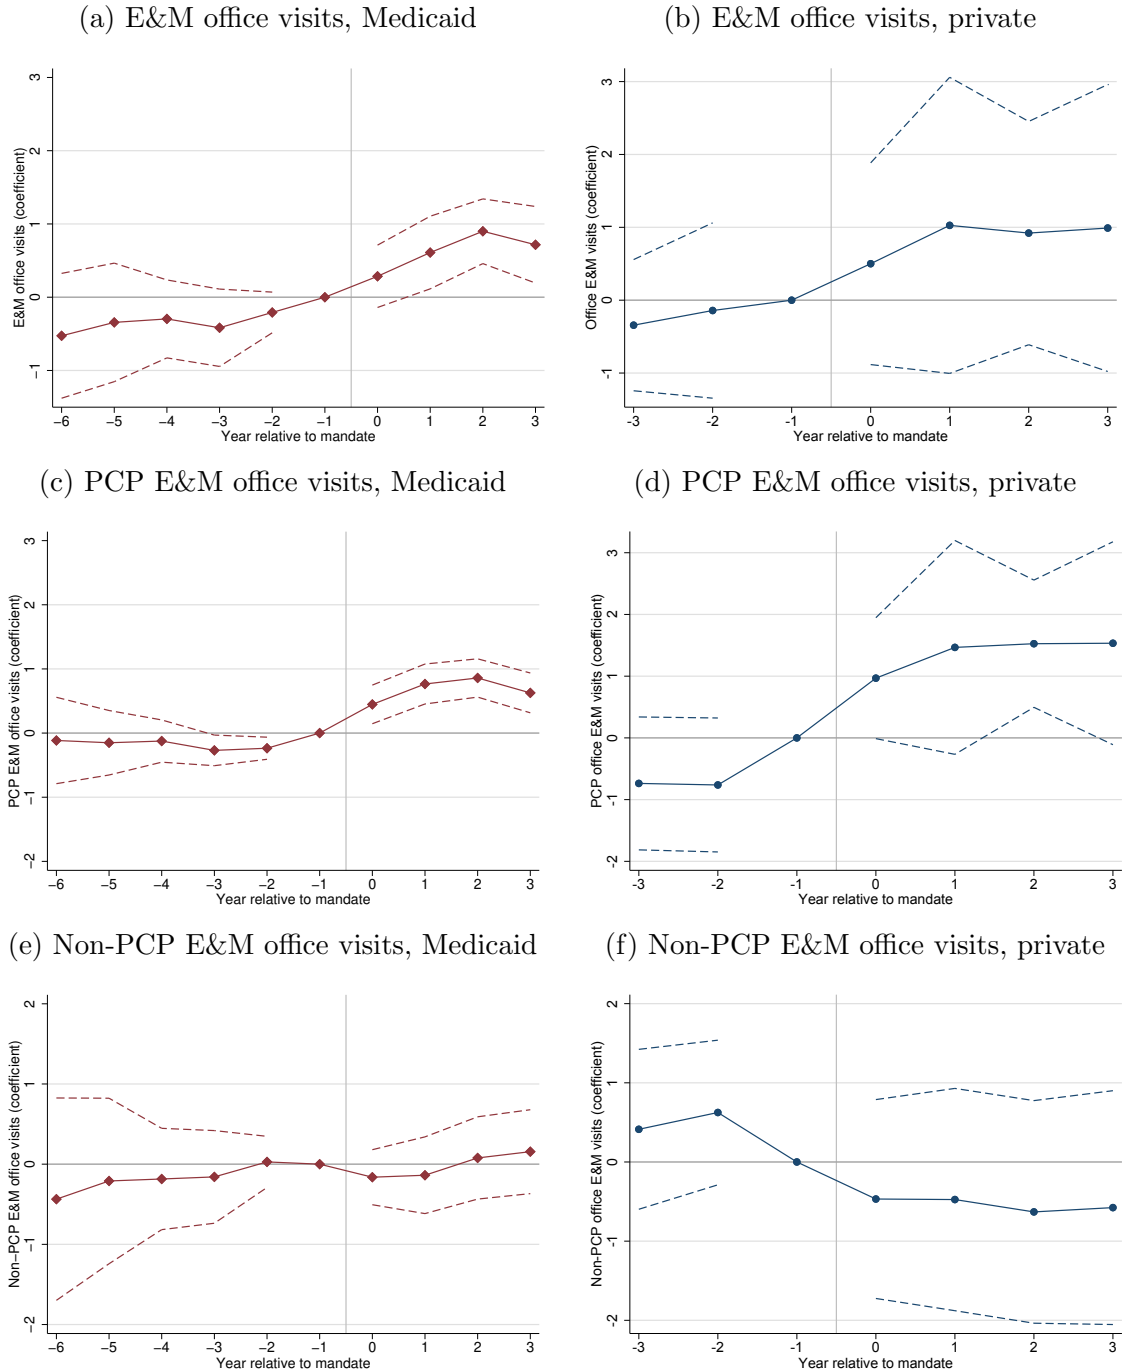 (a) E&M office visits, Medicaid
E&M office visits (coefficient)
3
2
1
0
−1
−6 −5 −4 −3 −2 −1 0 1 2 3
Year relative to mandate
(b) E&M office visits, private
Office E&M visits (coefficient)
3
2
1
0
-1
-3 -2 -1 0 1 2 3
Year relative to mandate
(c) PCP E&M office visits, Medicaid
PCP E&M office visits (coefficient)
3
2
1
0
−1
−2
−6 −5 −4 −3 −2 −1 0 1 2 3
Year relative to mandate
(d) PCP E&M office visits, private
PCP office E&M visits (coefficient)
3
2
1
0
-1
-2
-3 -2 -1 0 1 2 3
Year relative to mandate
(e) Non-PCP E&M office visits, Medicaid
Non−PCP E&M office visits (coefficient)
2
1
0
−1
−2
−6 −5 −4 −3 −2 −1 0 1 2 3
Year relative to mandate
(f) Non-PCP E&M office visits, private
Non-PCP office E&M visits (coefficient)
2
1
0
-1
-2
-3 -2 -1 0 1 2 3
Year relative to mandate